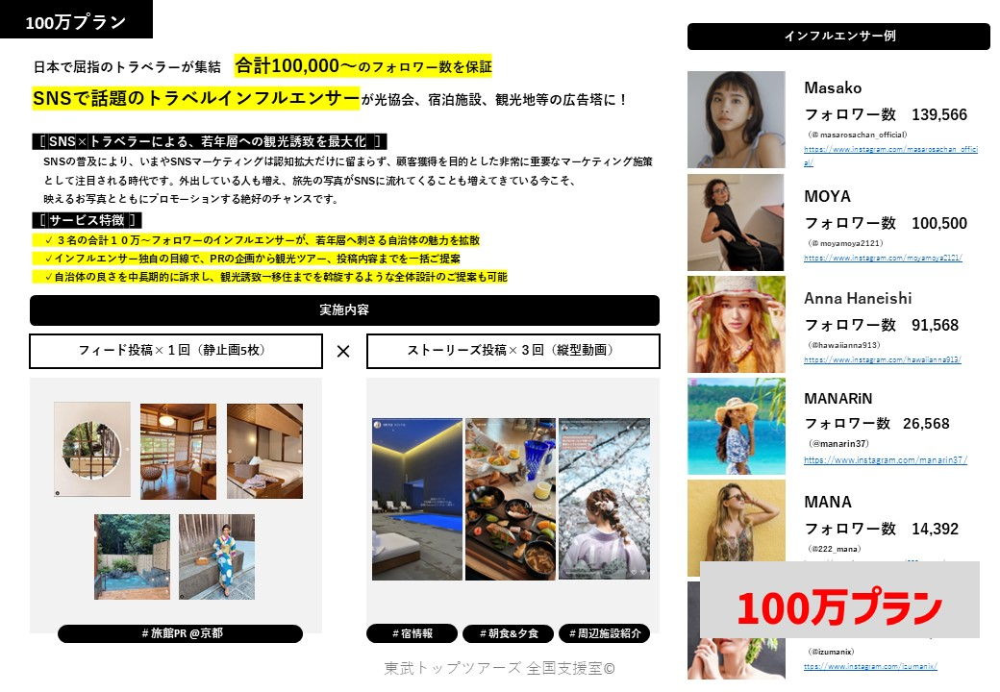 100万プラン
日本で屈指のトラベラーが集結　合計100,000～のフォロワー数を保証
SNSで話題のトラベルインフルエンサーが光協会、宿泊施設、観光地等の広告塔に！
［SNS×トラベラーによる、若年層への観光誘致を最大化 ］
SNSの普及により、いまやSNSマーケティングは認知拡大だけに留まらず、顧客獲得を目的とした非常に重要なマーケティング施策
として注目される時代です。外出している人も増え、旅先の写真がSNSに流れてくることも増えてきている今こそ、
映えるお写真とともにプロモーションする絶好のチャンスです。
［サービス特徴 ］
✓ ３名の合計１０万～フォロワーのインフルエンサーが、若年層へ刺さる自治体の魅力を拡散
✓インフルエンサー独自の目線で、PRの企画から観光ツアー、投稿内容までを一括ご提案
✓自治体の良さを中長期的に訴求し、観光誘致→移住までを斡旋するような全体設計のご提案も可能
実施内容
フィード投稿×１回（静止画5枚）
×
ストーリーズ投稿×３回（縦型動画）
# 旅館PR @京都
# 宿情報
# 朝食&夕食
# 周辺施設紹介
東武トップツアーズ 全国支援室©
インフルエンサー例
Masako
フォロワー数　139,566
（@ masarosachan_official）
https://www.instagram.com/masarosachan_offici
al/
MOYA
フォロワー数　100,500
（@ moyamoya2121）
https://www.instagram.com/moyamoya2121/
Anna Haneishi
フォロワー数　91,568
（@hawaiianna913）
https://www.instagram.com/hawaiianna913/
MANARiN
フォロワー数　26,568
（@manarin37）
https://www.instagram.com/manarin37/
MANA
フォロワー数　14,392
（@222_mana）
100万プラン
（@izumanix）
ttps://www.instagram.com/izumanix/